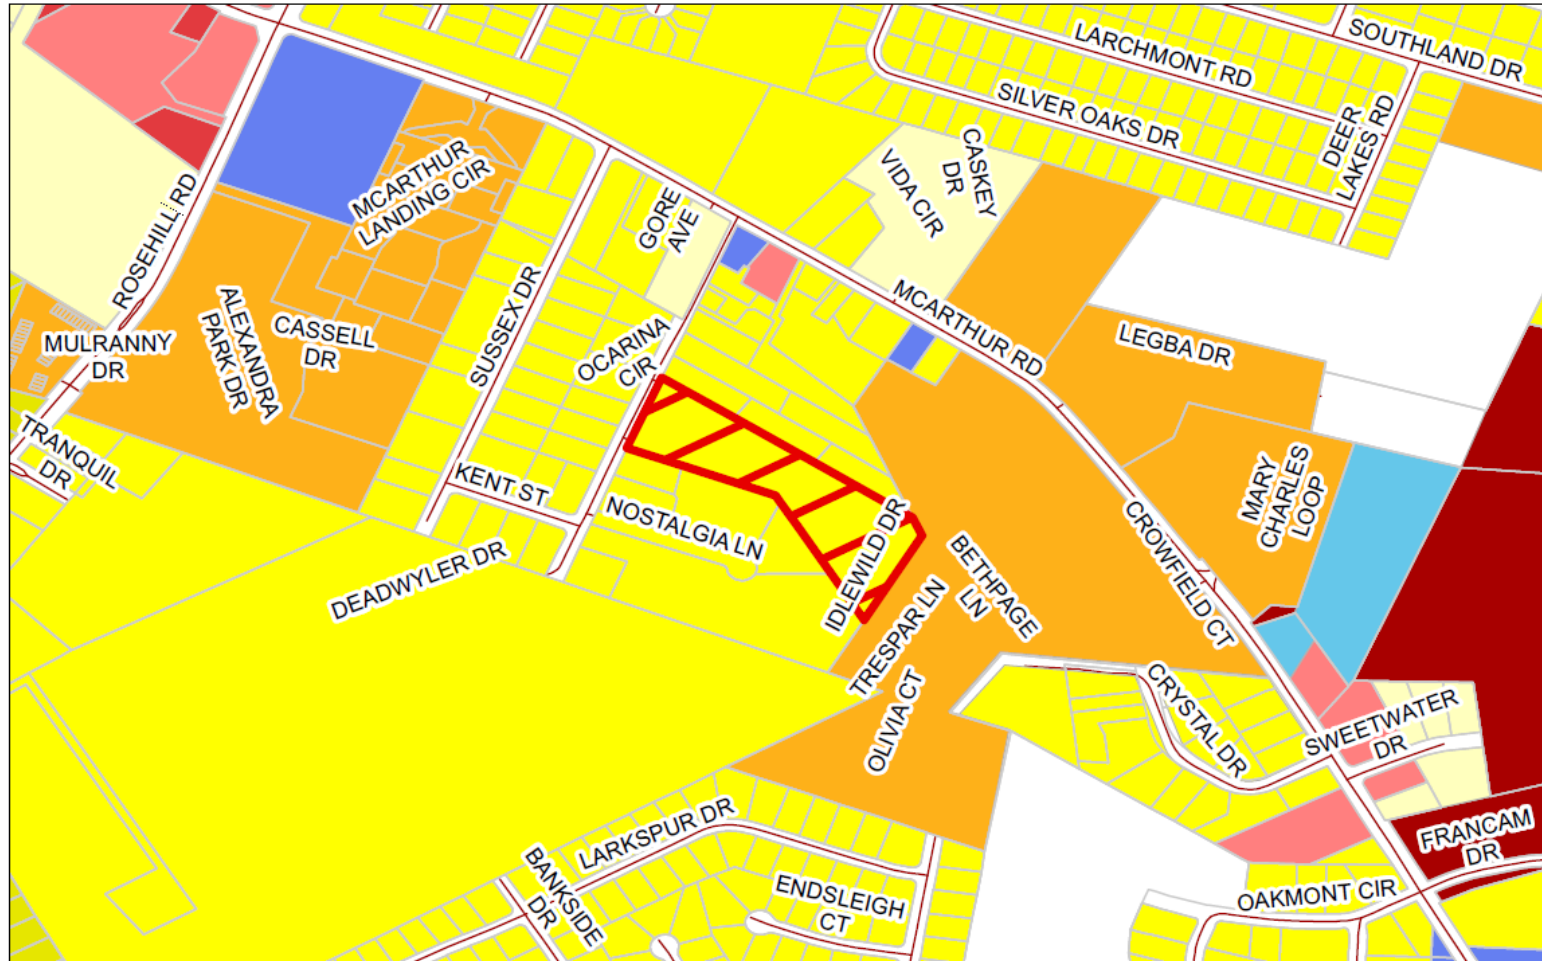 LARCHMONT RD
SOUTHLAND DR
SILVER OAKS DR
DEER
LAKES RD
CASKEY
DR
VIDA CIR
MCARTHUR
LANDING CIR
ROSEHILL RD
GORE
AVE
SUSSEX DR
MCARTHUR RD
LEGBA DR
ALEXANDRA
PARK DR
CASSELL
DR
MULRANNY
DR
OCARINA
CIR
TRANQUIL
DR
KENT ST
NOSTALGIA LN
MARY
CHARLES
LOOP
DEADWYLER DR
IDLEWILD DR
BETHPAGE
LN
TRESPAR LN
CROWFIELD CT
OLIVIA CT
CRYSTAL DR
SWEETWATER
DR
LARKSPUR DR
BANKSIDE
DR
ENDSLEIGH
CT
FRANCAM
DR
OAKMONT CIR